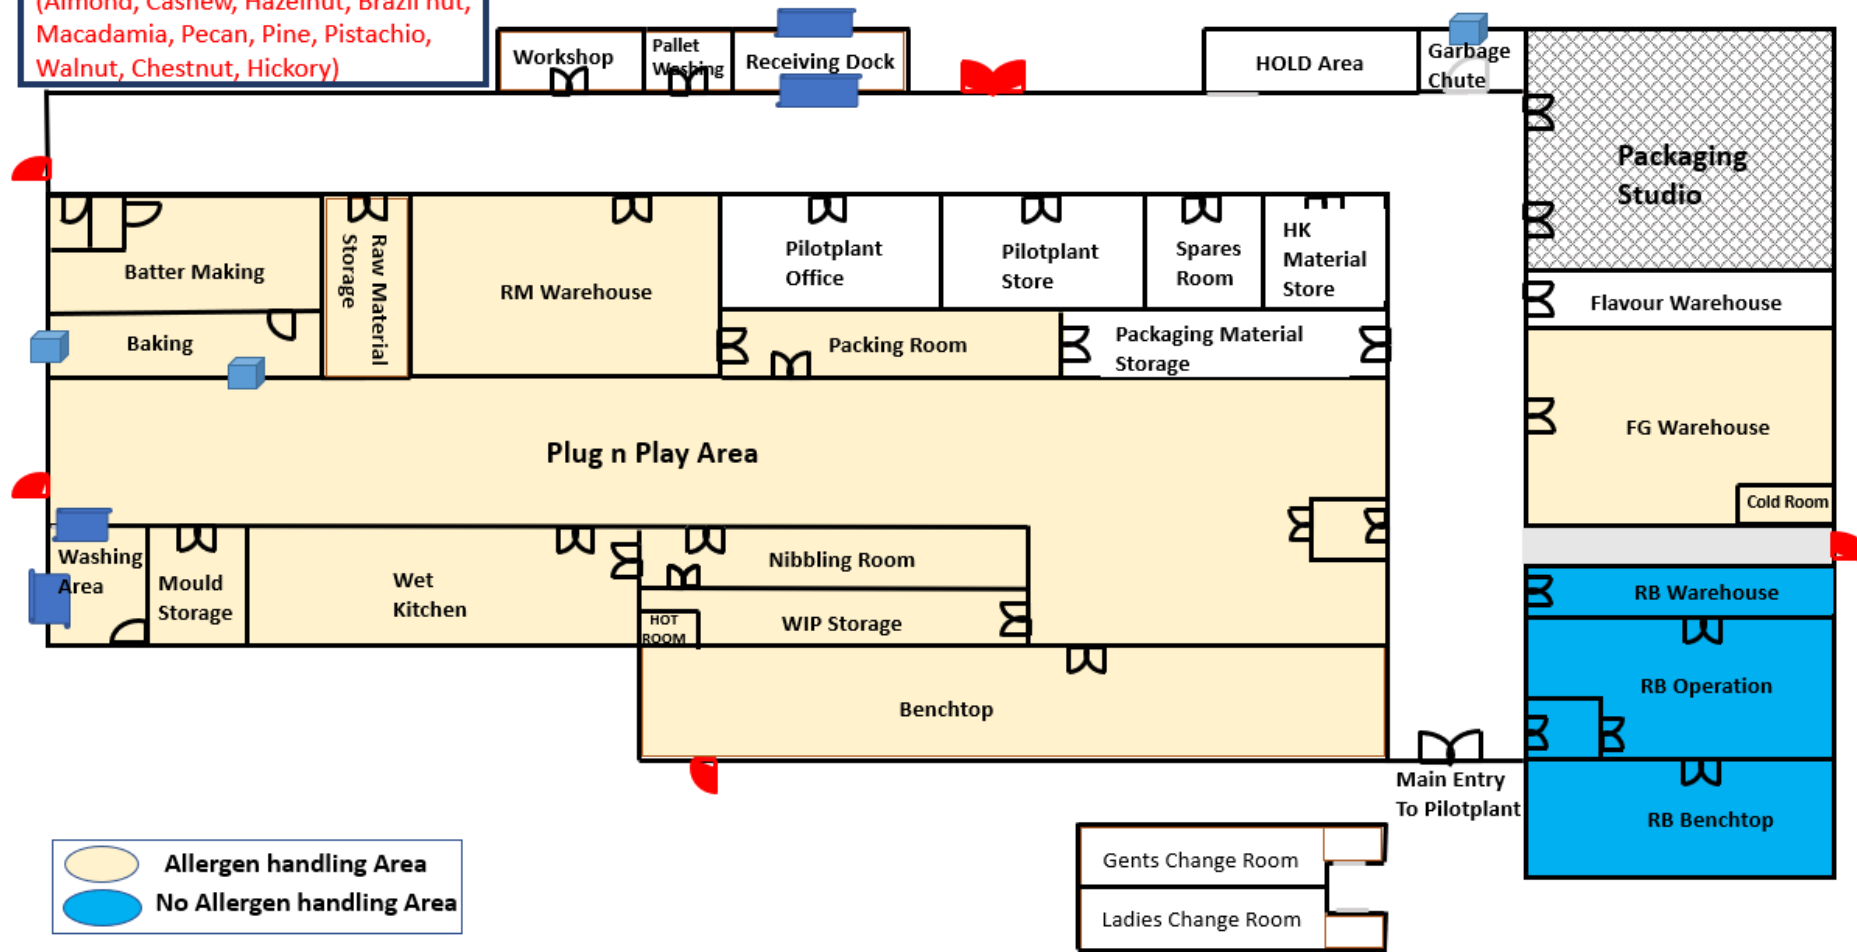 (Almond, Cashew, Hazelnut, Brazil nut,
Macadamia, Pecan, Pine, Pistachio,
Walnut, Chestnut, Hickory)
Workshop
Pallet
Washing
Receiving Dock
HOLD Area
Garbage
Chute
Packaging
Studio
Batter Making
Raw Material
Storage
RM Warehouse
Pilotplant
Office
Pilotplant
Store
Spares
Room
HK
Material
Store
Flavour Warehouse
Baking
Packing Room
Packaging Material
Storage
FG Warehouse
Cold Room
Plug n Play Area
Washing
Area
Mould
Storage
Wet
Kitchen
Nibbling Room
HOT
ROOM
WIP Storage
RB Warehouse
RB Operation
Benchtop
Main Entry
To Pilotplant
RB Benchtop
Allergen handling Area
No Allergen handling Area
Gents Change Room
Ladies Change Room